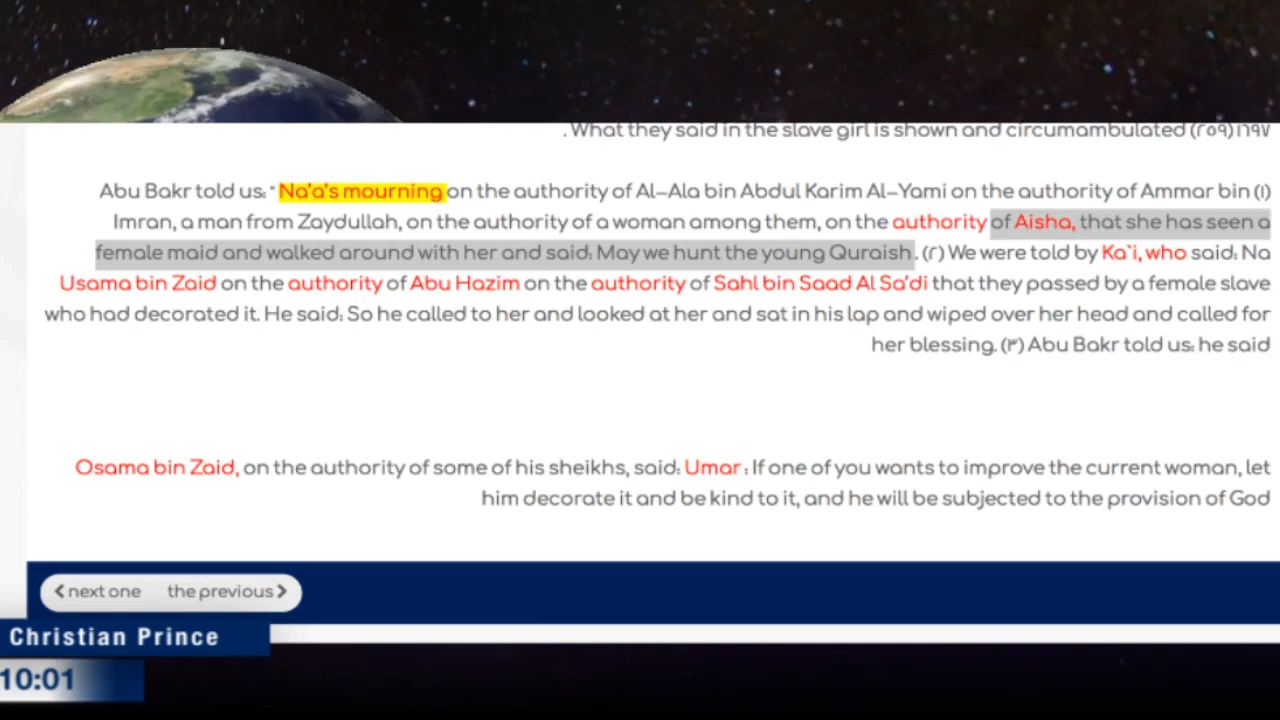 . What they said in the slave girl is shown and circumambulated (٢٥٩) ١٦٩٧
Abu Bakr told us: " Na'a's mourning on the authority of Al-Ala bin Abdul Karim Al-Yami on the authority of Ammar bin (١)
Imran, a man from Zaydullah, on the authority of a woman among them, on the authority of Aisha, that she has seen a
female maid and walked around with her and said: May we hunt the young Quraish . (٢) We were told by Ka`i, who said: Na
Usama bin Zaid on the authority of Abu Hazim on the authority of Sahl bin Saad Al Sa'di that they passed by a female slave
who had decorated it. He said: So he called to her and looked at her and sat in his lap and wiped over her head and called for
her blessing. (٣) Abu Bakr told us: he said
Osama bin Zaid, on the authority of some of his sheikhs, said: Umar : If one of you wants to improve the current woman, let
him decorate it and be kind to it, and he will be subjected to the provision of God
next one the previous
Christian Prince
10:01